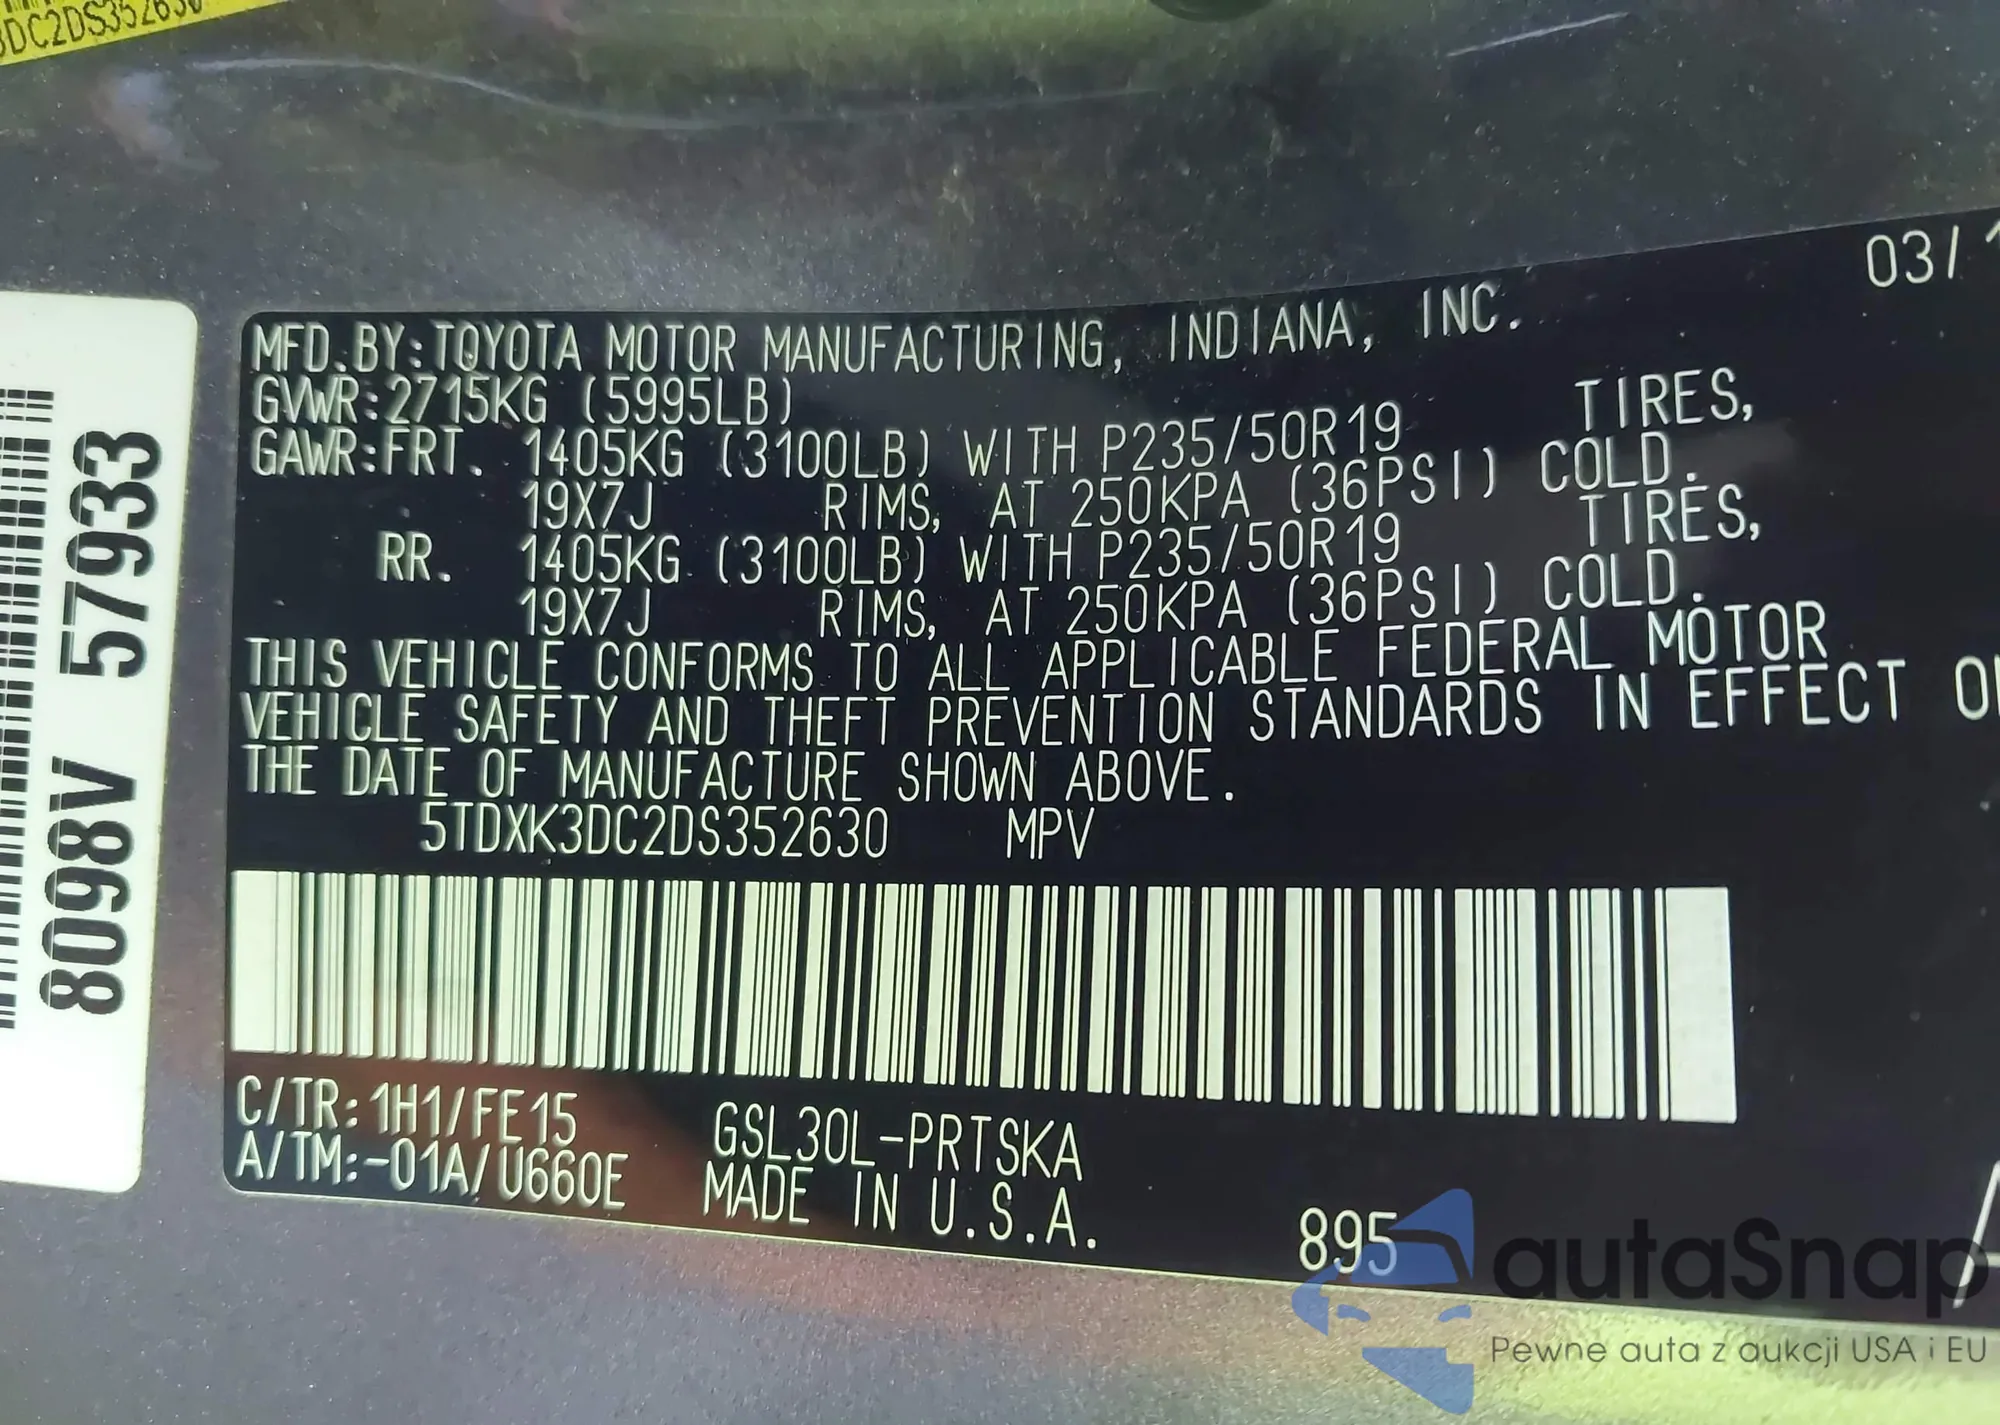 DC2DS352630
03/1
MFD.BY:TOYOTA MOTOR MANUFACTURING, INDIANA, INC.
GVWR:2715KG (5995LB)
GAWR:FRT. 1405KG (3100LB) WITH P235/50R19 TIRES,
19X7J RIMS, AT 250KPA (36PSI) COLD.
RR. 1405KG (3100LB) WITH P235/50R19 TIRES,
19X7J RIMS, AT 250KPA (36PSI) COLD.
THIS VEHICLE CONFORMS TO ALL APPLICABLE FEDERAL MOTOR
VEHICLE SAFETY AND THEFT PREVENTION STANDARDS IN EFFECT
THE DATE OF MANUFACTURE SHOWN ABOVE.
5TDXK3DC2DS352630 MPV
C/TR:1H1/FE15 GSL30L-PRTSKA
A/TM:-01A/U660E MADE IN U.S.A.
895
8098V 57933
autaSnap
Pewne auta z aukcji USA i EU